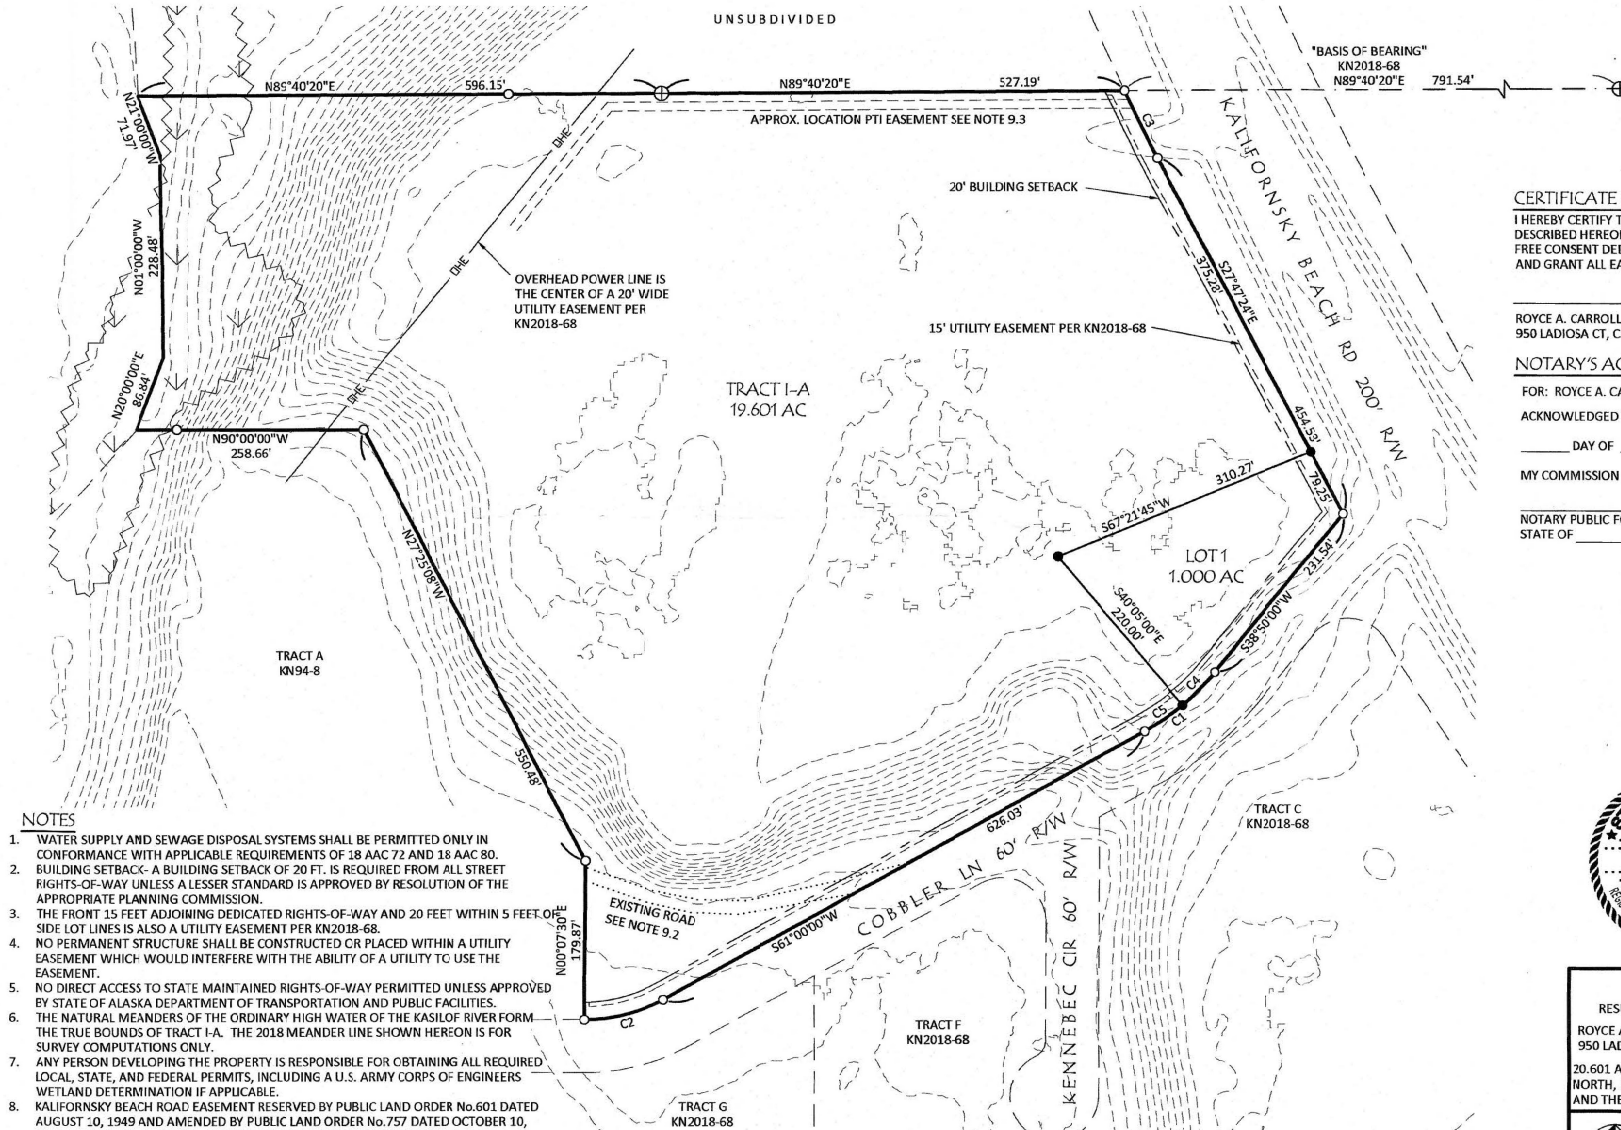 UNSUBDIVIDED
"BASIS OF BEARING"
KN2018-68
N89°40'20"E 791.54'
N89°40'20"E 596.15'
N89°40'20"E 527.19'
APPROX. LOCATION PTI EASEMENT SEE NOTE 9.3
C3
N21°00'00"W
71.97'
OHE
20' BUILDING SETBACK
KALIFORNSKY BEACH RD 200' R/W
N01°00'00"W
228.48'
OHE
OVERHEAD POWER LINE IS
THE CENTER OF A 20' WIDE
UTILITY EASEMENT PER
KN2018-68
S27°47'24"E
375.28'
15' UTILITY EASEMENT PER KN2018-68
N20°00'00"E
86.84'
OHE
TRACT I-A
19.601 AC
454.53'
N90°00'00"W
258.66'
310.27'
S67°21'45"W
79.25'
LOT 1
1.000 AC
231.54'
S38°50'00"W
S40°05'00"E
220.00'
N27°25'08"W
550.48'
TRACT A
KN94-8
C4
C5
C1
626.03'
S61°00'00"W
COBBLER LN 60' R/W
TRACT C
KN2018-68
KENNEBEC CIR 60' R/W
EXISTING ROAD
SEE NOTE 9.2
N00°07'30"E
179.87'
C2
TRACT F
KN2018-68
TRACT G
KN2018-68
CERTIFICATE
I HEREBY CERTIFY T
DESCRIBED HEREO
FREE CONSENT DE
AND GRANT ALL EA
ROYCE A. CARROLL
950 LADIOSA CT, C
NOTARY'S AC
FOR: ROYCE A. CA
ACKNOWLEDGED
____ DAY OF
MY COMMISSION
NOTARY PUBLIC F
STATE OF ____
NOTES
1. WATER SUPPLY AND SEWAGE DISPOSAL SYSTEMS SHALL BE PERMITTED ONLY IN
CONFORMANCE WITH APPLICABLE REQUIREMENTS OF 18 AAC 72 AND 18 AAC 80.
2. BUILDING SETBACK- A BUILDING SETBACK OF 20 FT. IS REQUIRED FROM ALL STREET
RIGHTS-OF-WAY UNLESS A LESSER STANDARD IS APPROVED BY RESOLUTION OF THE
APPROPRIATE PLANNING COMMISSION.
3. THE FRONT 15 FEET ADJOINING DEDICATED RIGHTS-OF-WAY AND 20 FEET WITHIN 5 FEET OF
SIDE LOT LINES IS ALSO A UTILITY EASEMENT PER KN2018-68.
4. NO PERMANENT STRUCTURE SHALL BE CONSTRUCTED OR PLACED WITHIN A UTILITY
EASEMENT WHICH WOULD INTERFERE WITH THE ABILITY OF A UTILITY TO USE THE
EASEMENT.
5. NO DIRECT ACCESS TO STATE MAINTAINED RIGHTS-OF-WAY PERMITTED UNLESS APPROVED
BY STATE OF ALASKA DEPARTMENT OF TRANSPORTATION AND PUBLIC FACILITIES.
6. THE NATURAL MEANDERS OF THE ORDINARY HIGH WATER OF THE KASILOF RIVER FORM
THE TRUE BOUNDS OF TRACT I-A. THE 2018 MEANDER LINE SHOWN HEREON IS FOR
SURVEY COMPUTATIONS ONLY.
7. ANY PERSON DEVELOPING THE PROPERTY IS RESPONSIBLE FOR OBTAINING ALL REQUIRED
LOCAL, STATE, AND FEDERAL PERMITS, INCLUDING A U.S. ARMY CORPS OF ENGINEERS
WETLAND DETERMINATION IF APPLICABLE.
8. KALIFORNSKY BEACH ROAD EASEMENT RESERVED BY PUBLIC LAND ORDER No.601 DATED
AUGUST 10, 1949 AND AMENDED BY PUBLIC LAND ORDER No.757 DATED OCTOBER 10,
RES
ROYCE A
950 LAD
20.601 A
NORTH,
AND THE